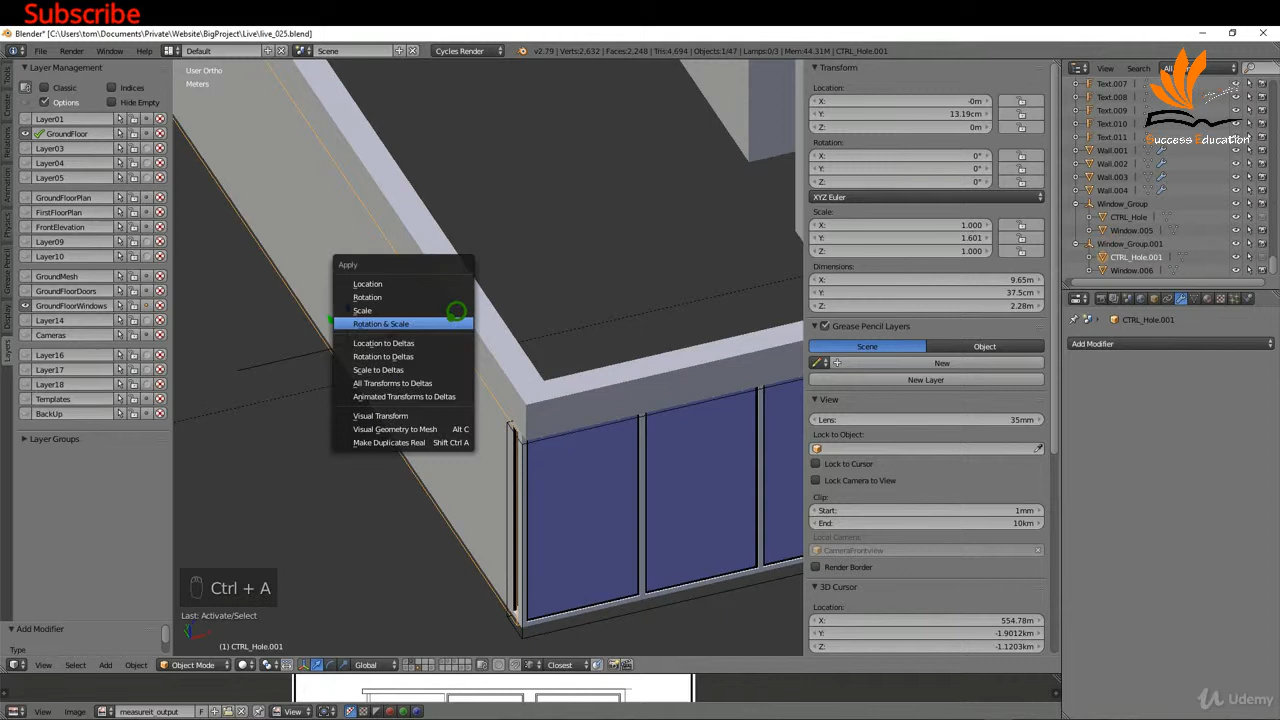 Subscribe
Blender* [C:\Users\tom\Documents\Private\Website\BigProject\Live\live_025.blend]
File Render Window Help Default Scene Cycles Render v2.79 | Verts:2,632 | Faces:2,248 | Tris:4,694 | Objects:1/47 | Lamps:0/3 | Mem:44.31M | CTRL_Hole.001 View Search
Layer Management
Classic Indices
Options Hide Empty
Layer01
GroundFloor
Layer03
Layer04
Layer05
GroundFloorPlan
FirstFloorPlan
FrontElevation
Layer09
Layer10
GroundMesh
GroundFloorDoors
GroundFloorWindows
Layer14
Cameras
Layer16
Layer17
Layer18
Templates
BackUp
Layer Groups
Add Modifier
Type
Tools
Create
Relations
Animation
Physics
Grease Pencil
Display
Layers
User Ortho
Meters
Apply
Location
Rotation
Scale
Rotation & Scale
Location to Deltas
Rotation to Deltas
Scale to Deltas
All Transforms to Deltas
Animated Transforms to Deltas
Visual Transform
Visual Geometry to Mesh Alt C
Make Duplicates Real Shift Ctrl A
Ctrl + A
Last: Activate/Select
(1) CTRL_Hole.001
View Select Add Object Object Mode Global Closest
View Image measureit_output F View
Transform
Location:
X: -0m
Y: 13.19cm
Z: 0m
Rotation:
X: 0°
Y: 0°
Z: 0°
XYZ Euler
Scale:
X: 1.000
Y: 1.601
Z: 1.000
Dimensions:
X: 9.65m
Y: 37.5cm
Z: 2.28m
Grease Pencil Layers
Scene Object
New
New Layer
View
Lens: 35mm
Lock to Object:
Lock to Cursor
Lock Camera to View
Clip:
Start: 1mm
End: 10km
Local Camera:
CameraFrontview
Render Border
3D Cursor
Location:
X: 554.78m
Y: -1.9012km
Z: -1.1203km
Text.007
Text.008
Text.009
Text.010
Text.011
Wall.001
Wall.002
Wall.003
Wall.004
Window_Group
CTRL_Hole
Window.005
Window_Group.001
CTRL_Hole.001
Window.006
Success Education
CTRL_Hole.001
Add Modifier
Udemy